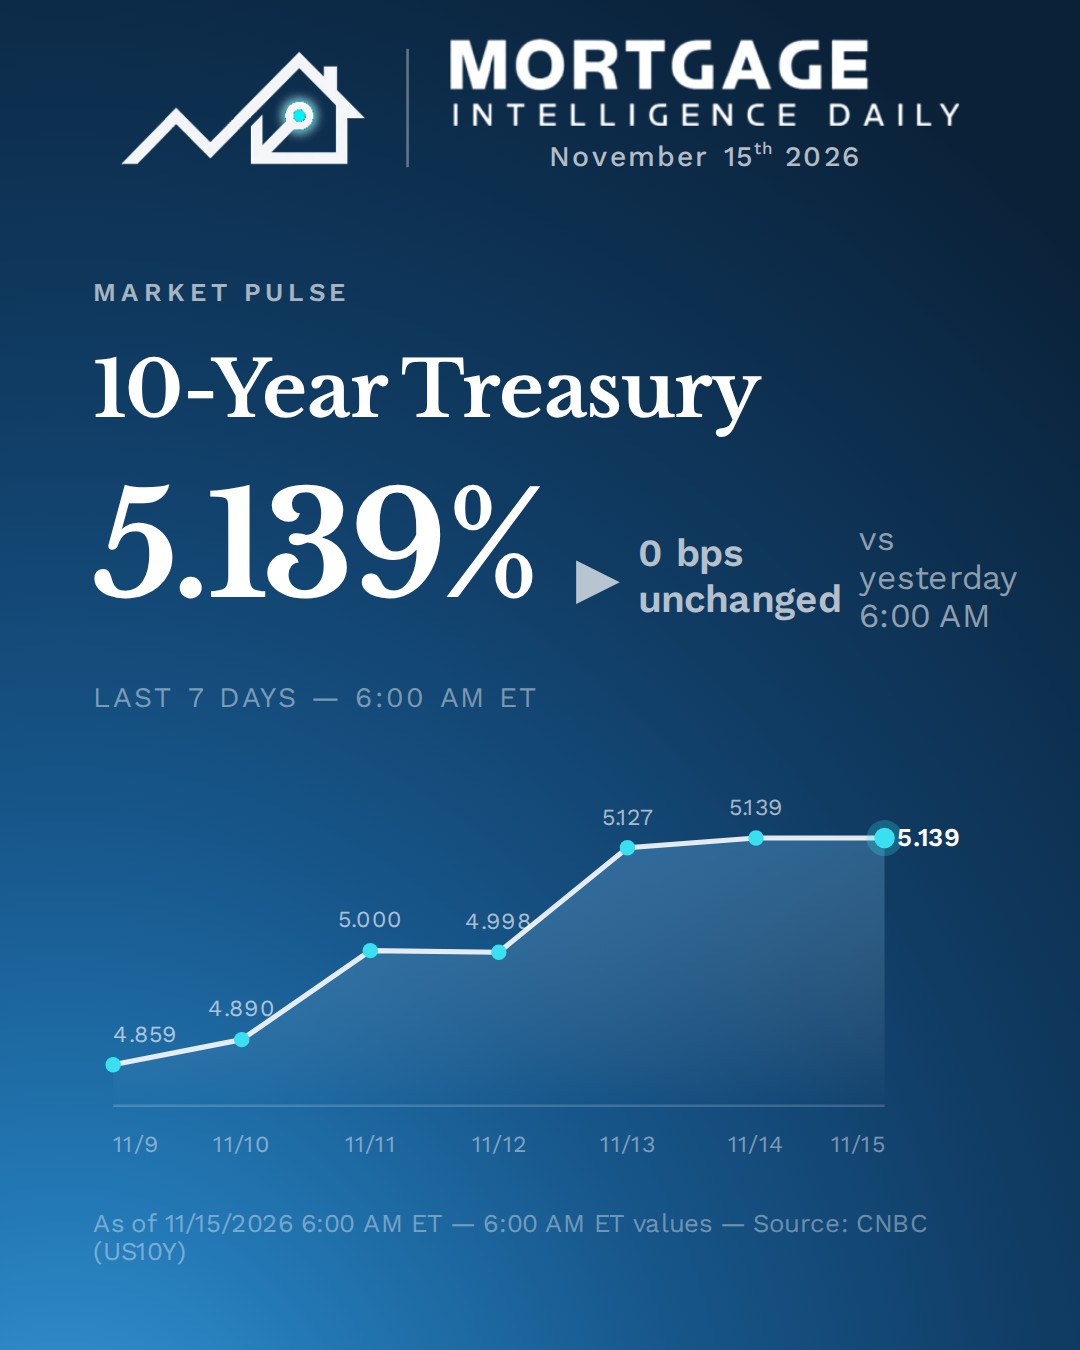 MORTGAGE
INTELLIGENCE DAILY
November 15th 2026
MARKET PULSE
10-Year Treasury
5.139%
0 bps
unchanged
vs
yesterday
6:00 AM
LAST 7 DAYS — 6:00 AM ET
4.859
4.890
5.000
4.998
5.127
5.139
5.139
11/9
11/10
11/11
11/12
11/13
11/14
11/15
As of 11/15/2026 6:00 AM ET — 6:00 AM ET values — Source: CNBC
(US10Y)